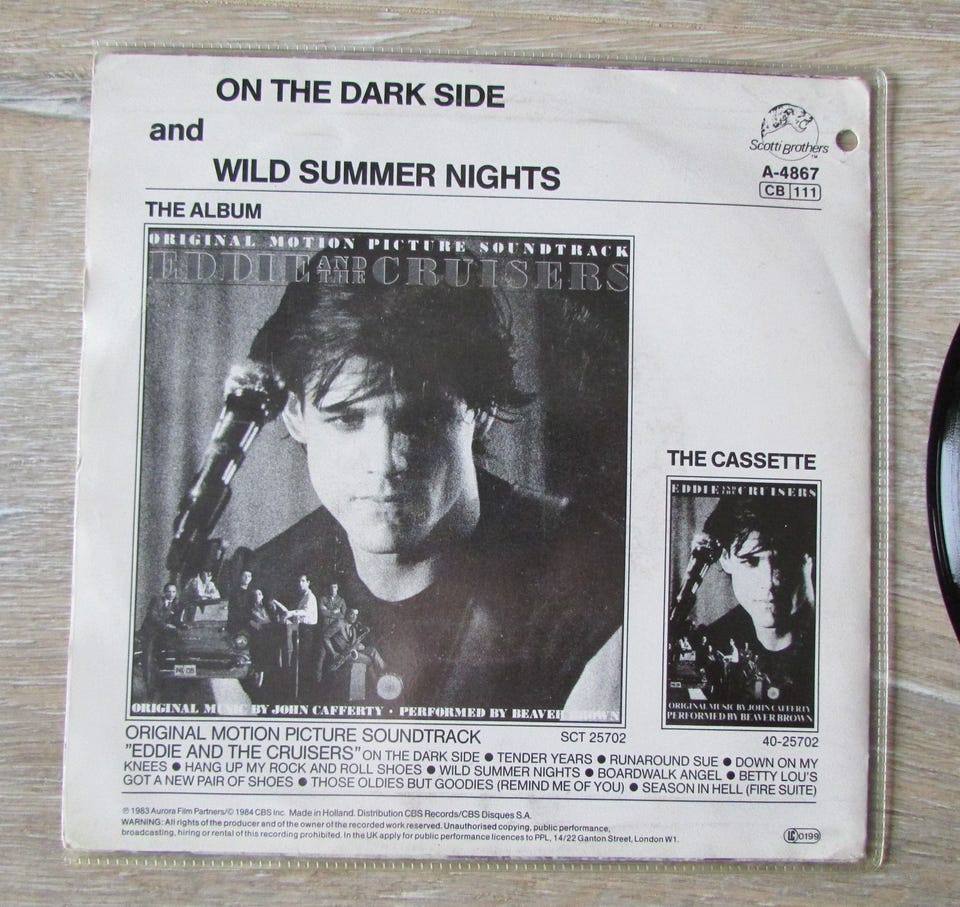 ON THE DARK SIDE
and
WILD SUMMER NIGHTS
Scotti Brothers
TM
A-4867
CB 111
THE ALBUM
ORIGINAL MOTION PICTURE SOUNDTRACK
EDDIE AND THE CRUISERS
ORIGINAL MUSIC BY JOHN CAFFERTY · PERFORMED BY BEAVER BROWN
THE CASSETTE
EDDIE AND THE CRUISERS
ORIGINAL MUSIC BY JOHN CAFFERTY
PERFORMED BY BEAVER BROWN
ORIGINAL MOTION PICTURE SOUNDTRACK SCT 25702
40-25702
"EDDIE AND THE CRUISERS" ON THE DARK SIDE ● TENDER YEARS ● RUNAROUND SUE ● DOWN ON MY
KNEES ● HANG UP MY ROCK AND ROLL SHOES ● WILD SUMMER NIGHTS ● BOARDWALK ANGEL ● BETTY LOU'S
GOT A NEW PAIR OF SHOES ● THOSE OLDIES BUT GOODIES (REMIND ME OF YOU) ● SEASON IN HELL (FIRE SUITE)
℗ 1983 Aurora Film Partners/© 1984 CBS Inc. Made in Holland. Distribution CBS Records/CBS Disques S.A.
WARNING: All rights of the producer and of the owner of the recorded work reserved. Unauthorised copying, public performance,
broadcasting, hiring or rental of this recording prohibited. In the UK apply for public performance licences to PPL, 14/22 Ganton Street, London W1.
LC 0199